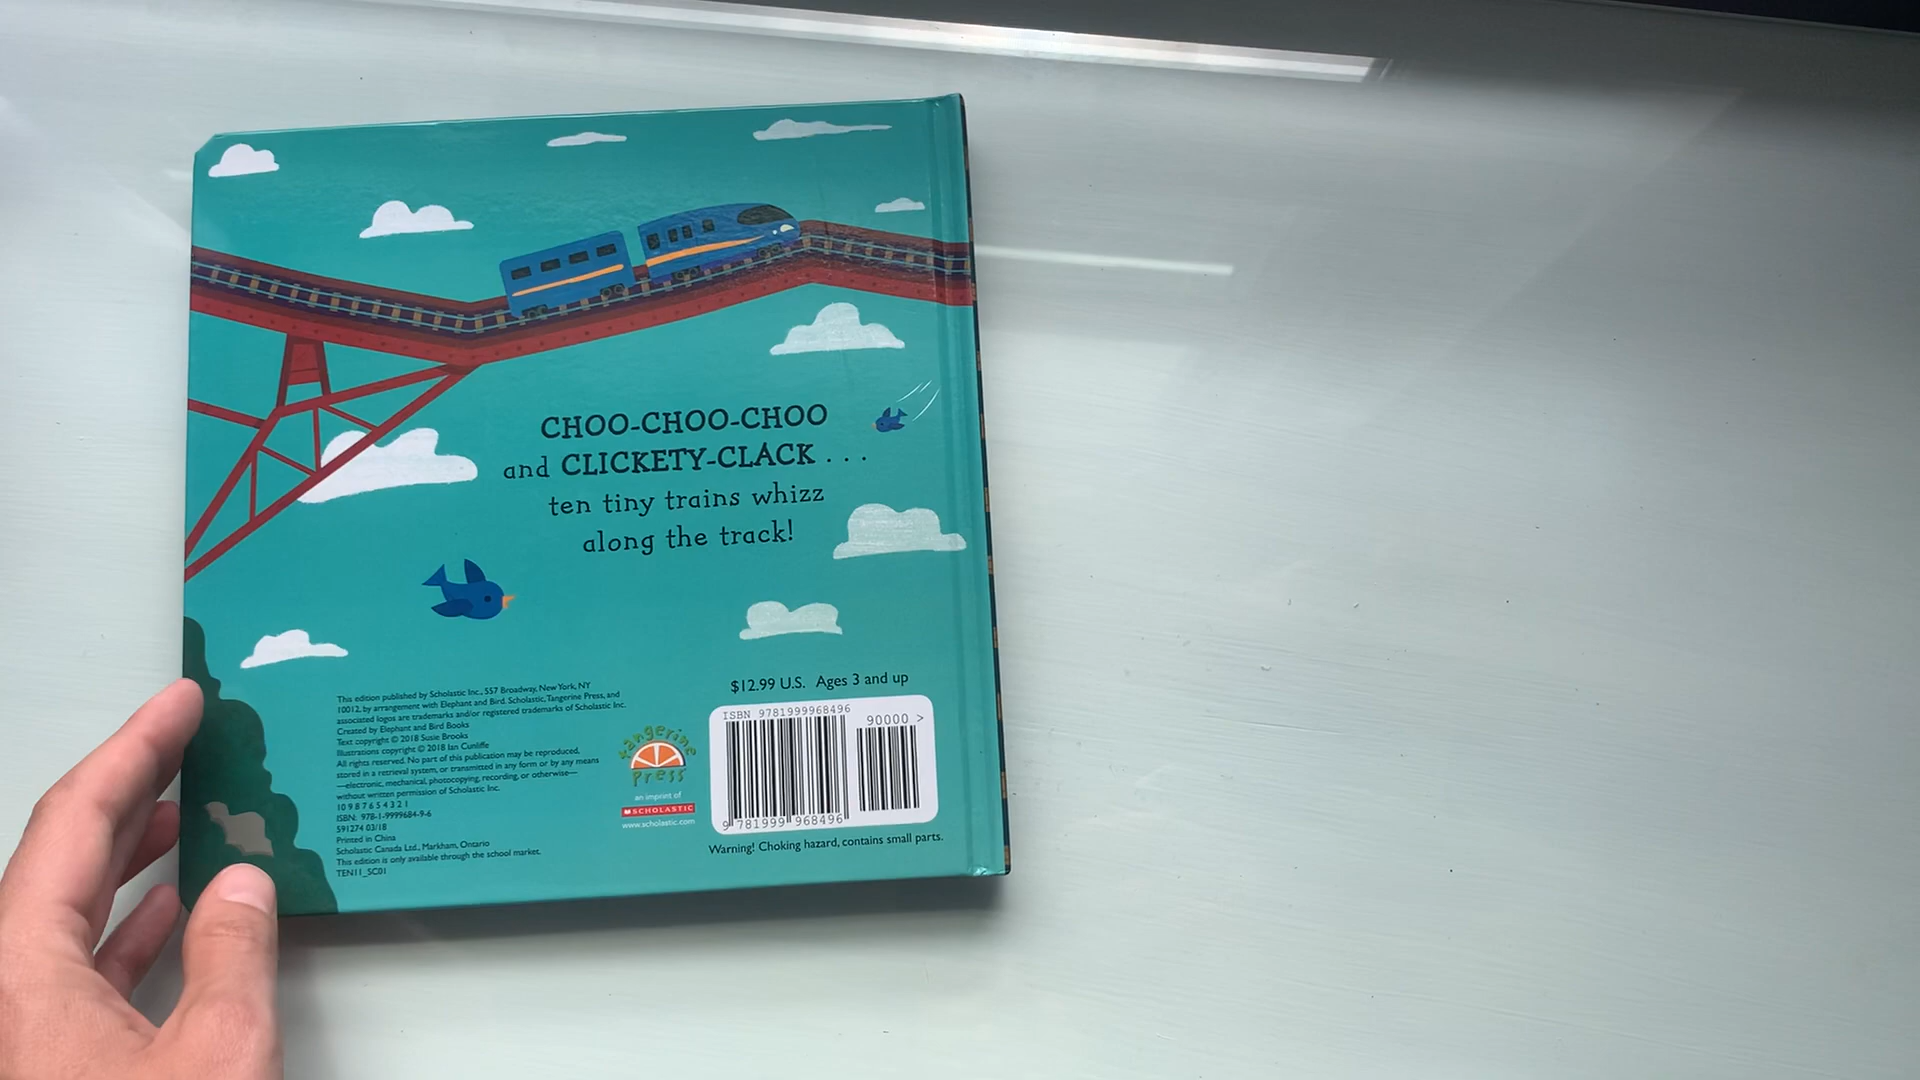 CHOO-CHOO-CHOO
and CLICKETY-CLACK . . .
ten tiny trains whizz
along the track!
This edition published by Scholastic Inc., 557 Broadway, New York, NY
10012, by arrangement with Elephant and Bird. Scholastic, Tangerine Press, and
associated logos are trademarks and/or registered trademarks of Scholastic Inc.
Created by Elephant and Bird Books
Text copyright © 2018 Susie Brooks
Illustrations copyright © 2018 Ian Cunliffe
All rights reserved. No part of this publication may be reproduced,
stored in a retrieval system, or transmitted in any form or by any means
—electronic, mechanical, photocopying, recording, or otherwise—
without written permission of Scholastic Inc.
10 9 8 7 6 5 4 3 2 1
ISBN: 978-1-9999684-9-6
591274 03/18
Printed in China
Scholastic Canada Ltd., Markham, Ontario
This edition is only available through the school market.
TEN11_SC01
tangerine
Press
an imprint of
SCHOLASTIC
www.scholastic.com
$12.99 U.S. Ages 3 and up
ISBN 9781999968496
90000 >
9 781999 968496
Warning! Choking hazard, contains small parts.